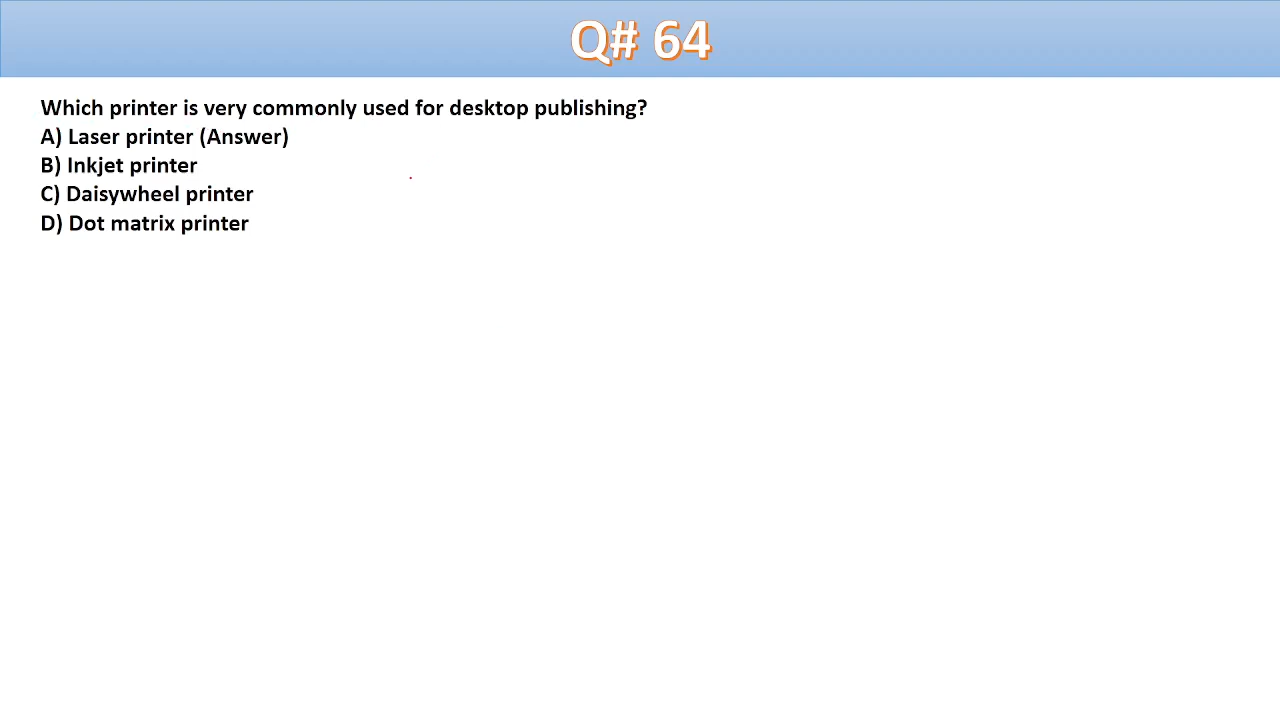 Q# 64
Which printer is very commonly used for desktop publishing?
A) Laser printer (Answer)
B) Inkjet printer
C) Daisywheel printer
D) Dot matrix printer